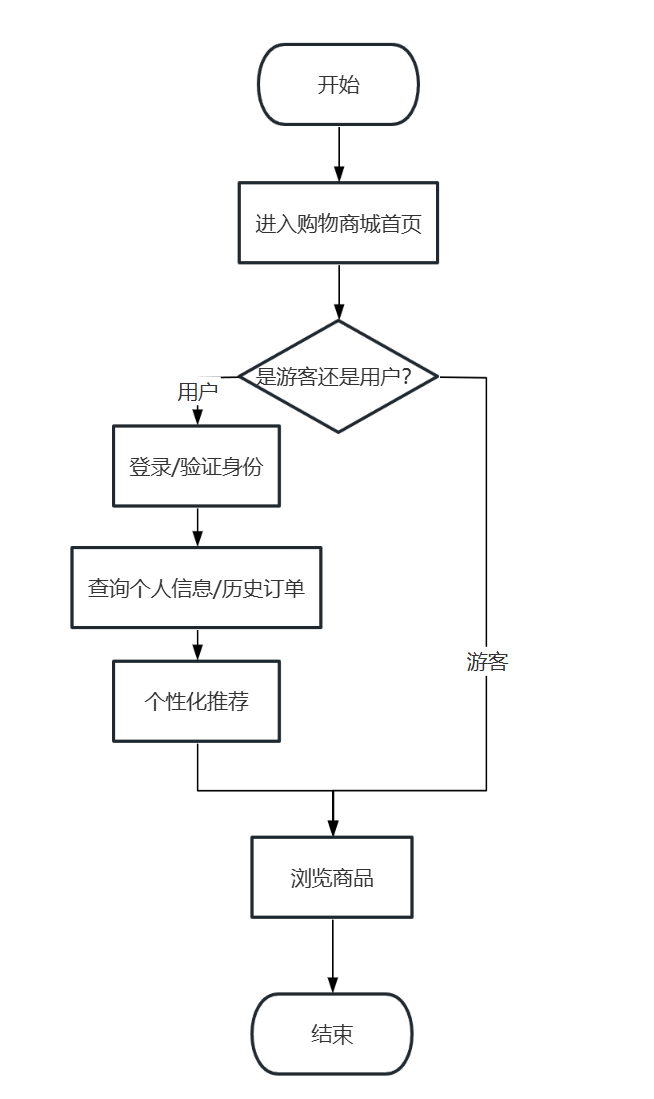 开始
进入购物商城首页
是游客还是用户？
用户
登录/验证身份
查询个人信息/历史订单
游客
个性化推荐
浏览商品
结束